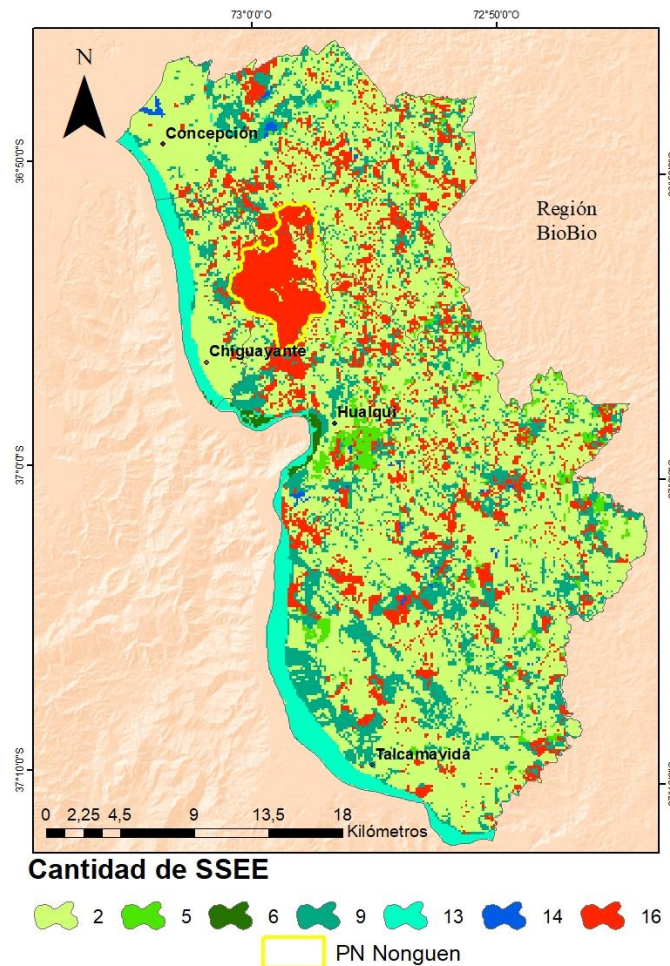 73°0'0"O 72°50'0"O
N
Concepción
36°50'0"S
Región
BioBio
Chiguayante
Hualqui
37°0'0"S
Talcamavida
37°10'0"S
0 2,25 4,5 9 13,5 18
Kilómetros
Cantidad de SSEE
2 5 6 9 13 14 16
PN Nonguen